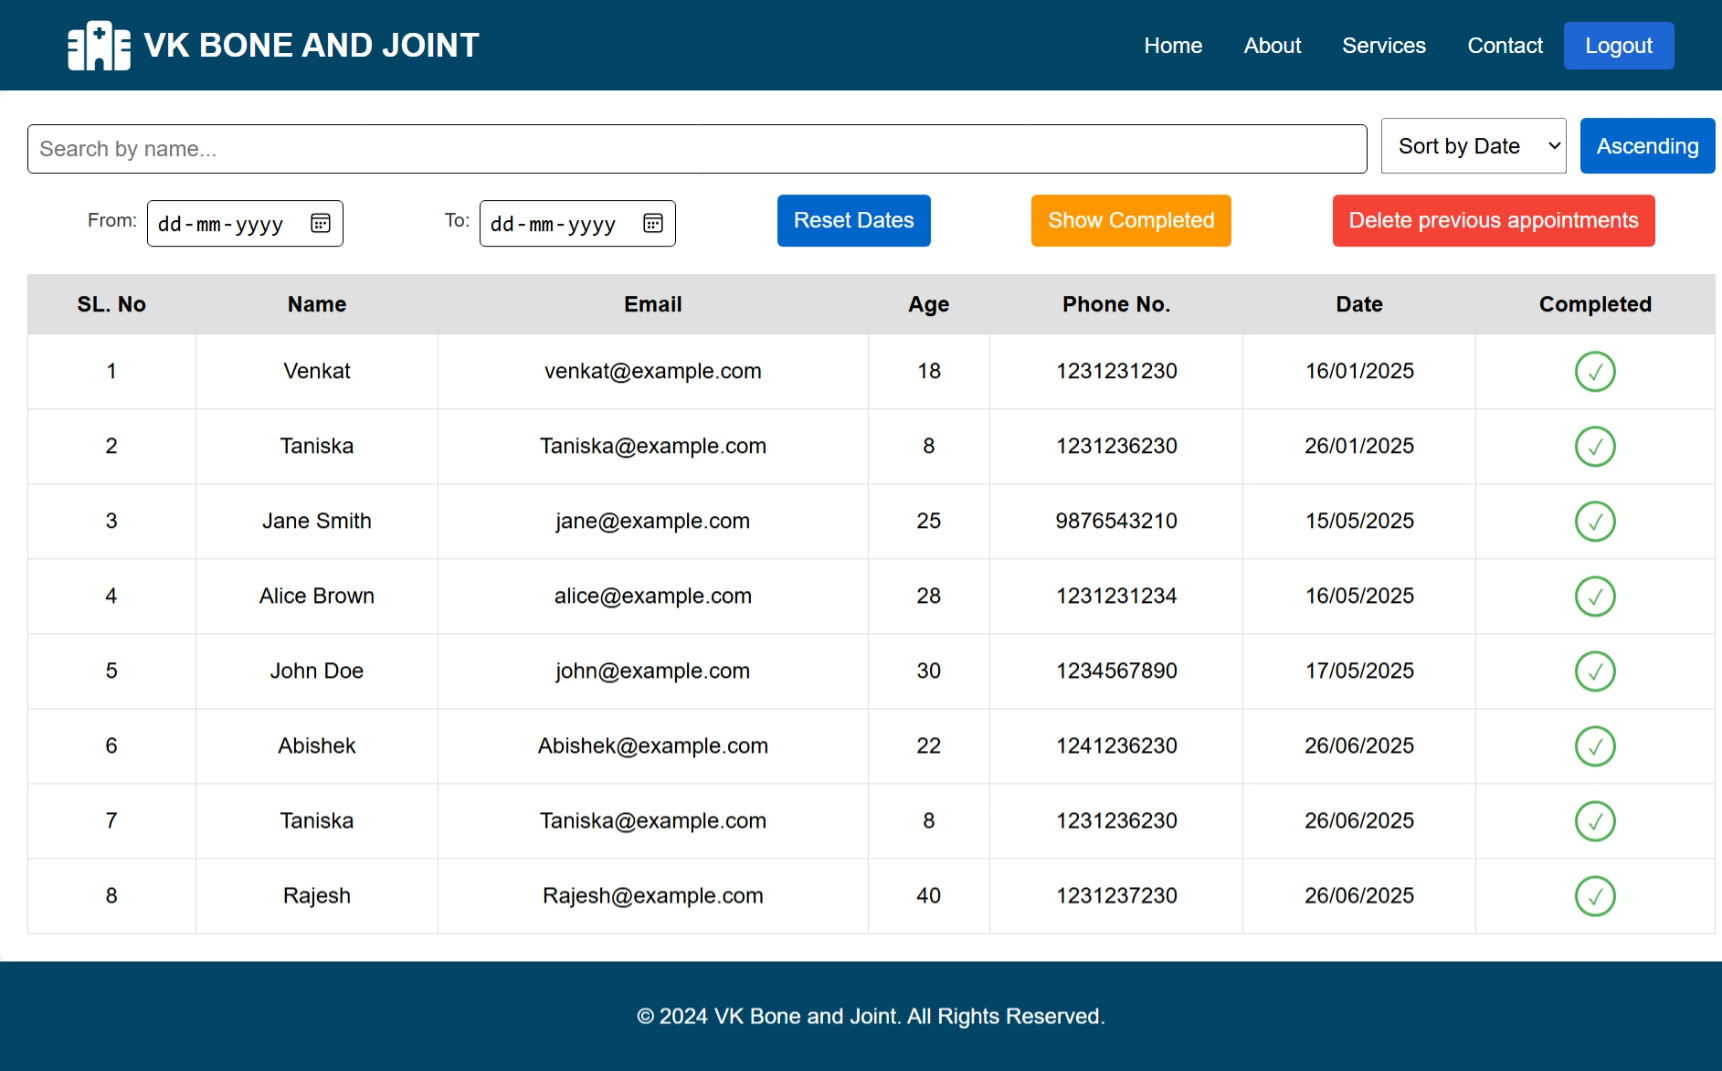 VK BONE AND JOINT
Home About Services Contact Logout
Search by name... Sort by Date Ascending
From: dd-mm-yyyy To: dd-mm-yyyy Reset Dates Show Completed Delete previous appointments
SL. No Name Email Age Phone No. Date Completed
1 Venkat venkat@example.com 18 1231231230 16/01/2025 ✓
2 Taniska Taniska@example.com 8 1231236230 26/01/2025 ✓
3 Jane Smith jane@example.com 25 9876543210 15/05/2025 ✓
4 Alice Brown alice@example.com 28 1231231234 16/05/2025 ✓
5 John Doe john@example.com 30 1234567890 17/05/2025 ✓
6 Abishek Abishek@example.com 22 1241236230 26/06/2025 ✓
7 Taniska Taniska@example.com 8 1231236230 26/06/2025 ✓
8 Rajesh Rajesh@example.com 40 1231237230 26/06/2025 ✓
© 2024 VK Bone and Joint. All Rights Reserved.